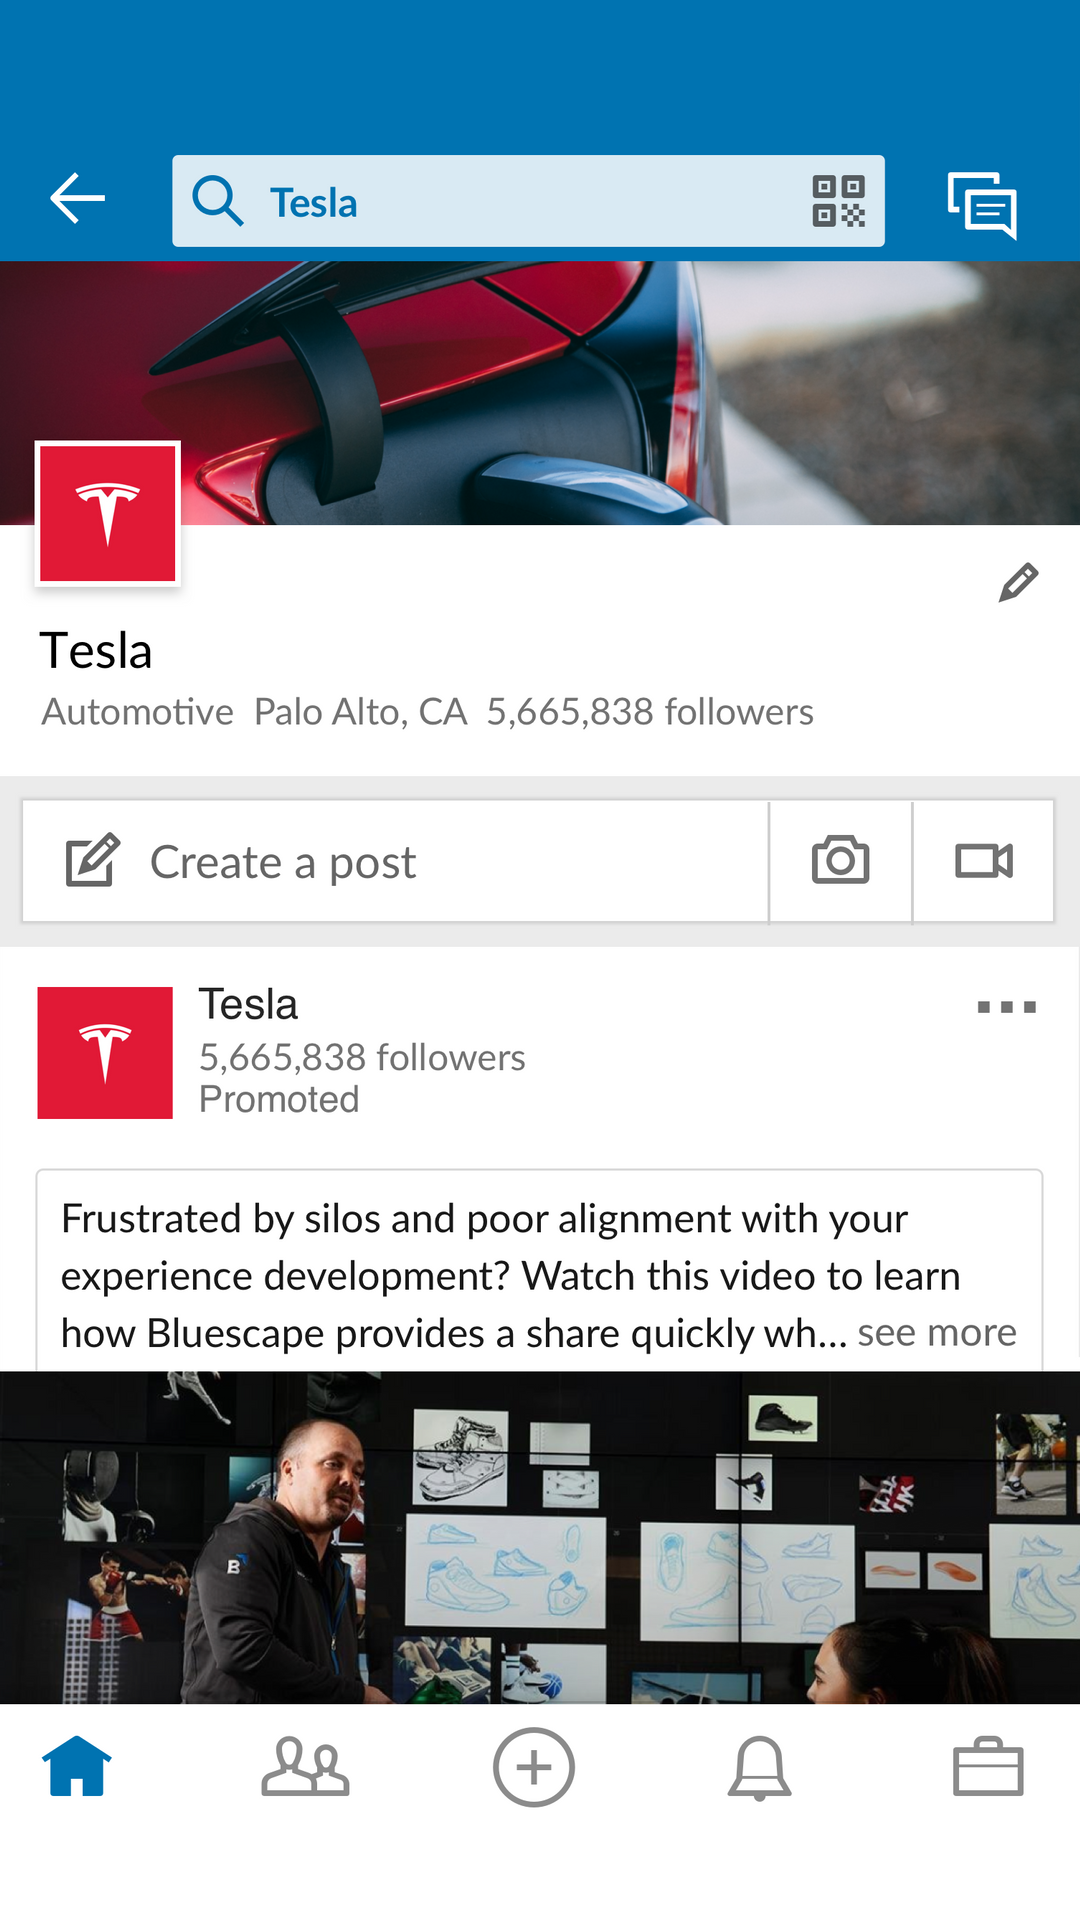 Tesla
Tesla
Automotive  Palo Alto, CA  5,665,838 followers
Create a post
Tesla
5,665,838 followers
Promoted
Frustrated by silos and poor alignment with your
experience development? Watch this video to learn
how Bluescape provides a share quickly wh... see more
B